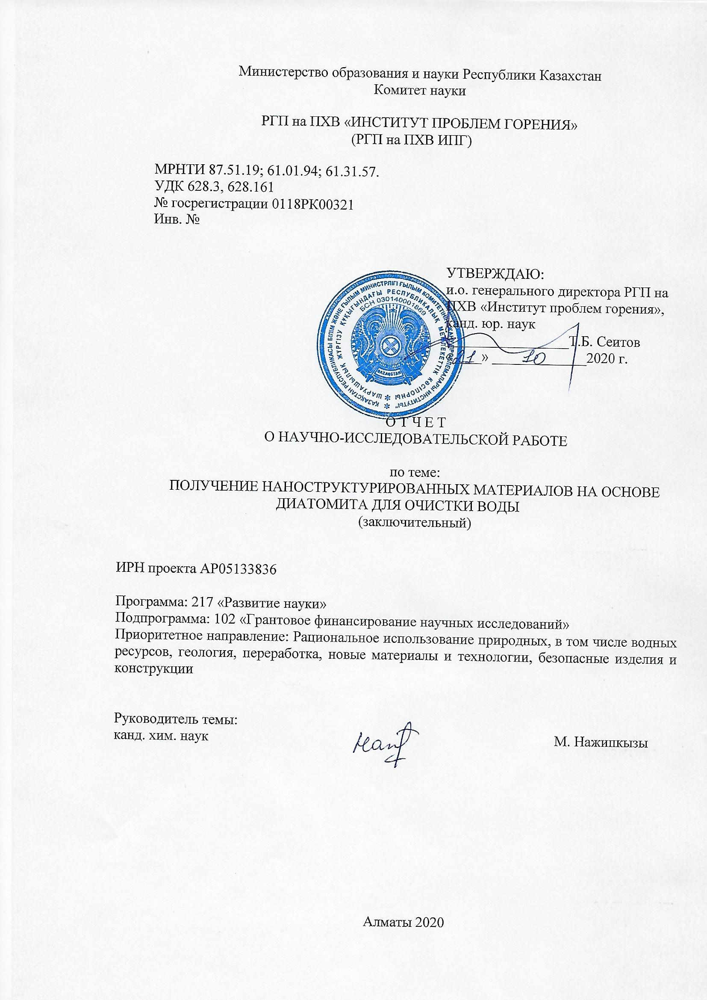 Министерство образования и науки Республики Казахстан
Комитет науки
РГП на ПХВ «ИНСТИТУТ ПРОБЛЕМ ГОРЕНИЯ»
(РГП на ПХВ ИПГ)
МРНТИ 87.51.19; 61.01.94; 61.31.57.
УДК 628.3, 628.161
№ госрегистрации 0118РК00321
Инв. №
УТВЕРЖДАЮ:
и.о. генерального директора РГП на
ПХВ «Институт проблем горения»,
канд. юр. наук
Т.Б. Сеитов
«21» 10 2020 г.
ҚАЗАҚСТАН РЕСПУБЛИКАСЫ БІЛІМ ЖӘНЕ ҒЫЛЫМ МИНИСТРЛІГІ ҒЫЛЫМ КОМИТЕТІНІҢ ПРОБЛЕМАЛАРЫ ИНСТИТУТЫ"
ШАРУАШЫЛЫҚ ЖҮРГІЗУ ҚҰҚЫҒЫНДАҒЫ РЕСПУБЛИКАЛЫҚ МЕМЛЕКЕТТІК КӘСІПОРНЫ
БСН 030140001869
QAZAQSTAN
О Т Ч Е Т
О НАУЧНО-ИССЛЕДОВАТЕЛЬСКОЙ РАБОТЕ
по теме:
ПОЛУЧЕНИЕ НАНОСТРУКТУРИРОВАННЫХ МАТЕРИАЛОВ НА ОСНОВЕ
ДИАТОМИТА ДЛЯ ОЧИСТКИ ВОДЫ
(заключительный)
ИРН проекта АР05133836
Программа: 217 «Развитие науки»
Подпрограмма: 102 «Грантовое финансирование научных исследований»
Приоритетное направление: Рациональное использование природных, в том числе водных
ресурсов, геология, переработка, новые материалы и технологии, безопасные изделия и
конструкции
Руководитель темы:
канд. хим. наук
М. Нажипкызы
Алматы 2020